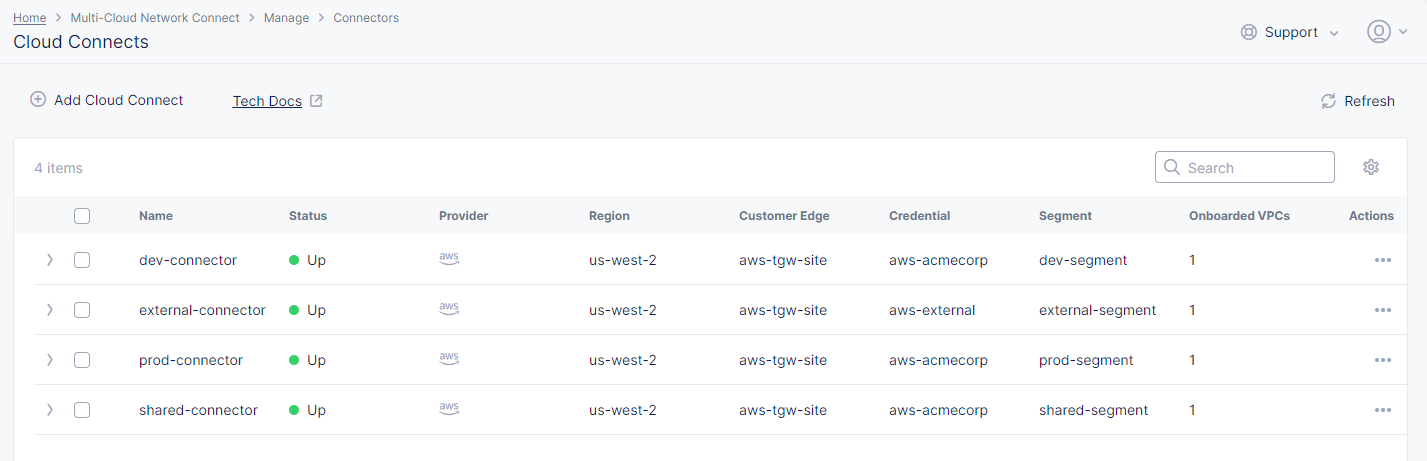 Home > Multi-Cloud Network Connect > Manage > Connectors
Cloud Connects
Support
Add Cloud Connect Tech Docs Refresh
4 items Search
Name Status Provider Region Customer Edge Credential Segment Onboarded VPCs Actions
dev-connector Up aws us-west-2 aws-tgw-site aws-acmecorp dev-segment 1
external-connector Up aws us-west-2 aws-tgw-site aws-external external-segment 1
prod-connector Up aws us-west-2 aws-tgw-site aws-acmecorp prod-segment 1
shared-connector Up aws us-west-2 aws-tgw-site aws-acmecorp shared-segment 1